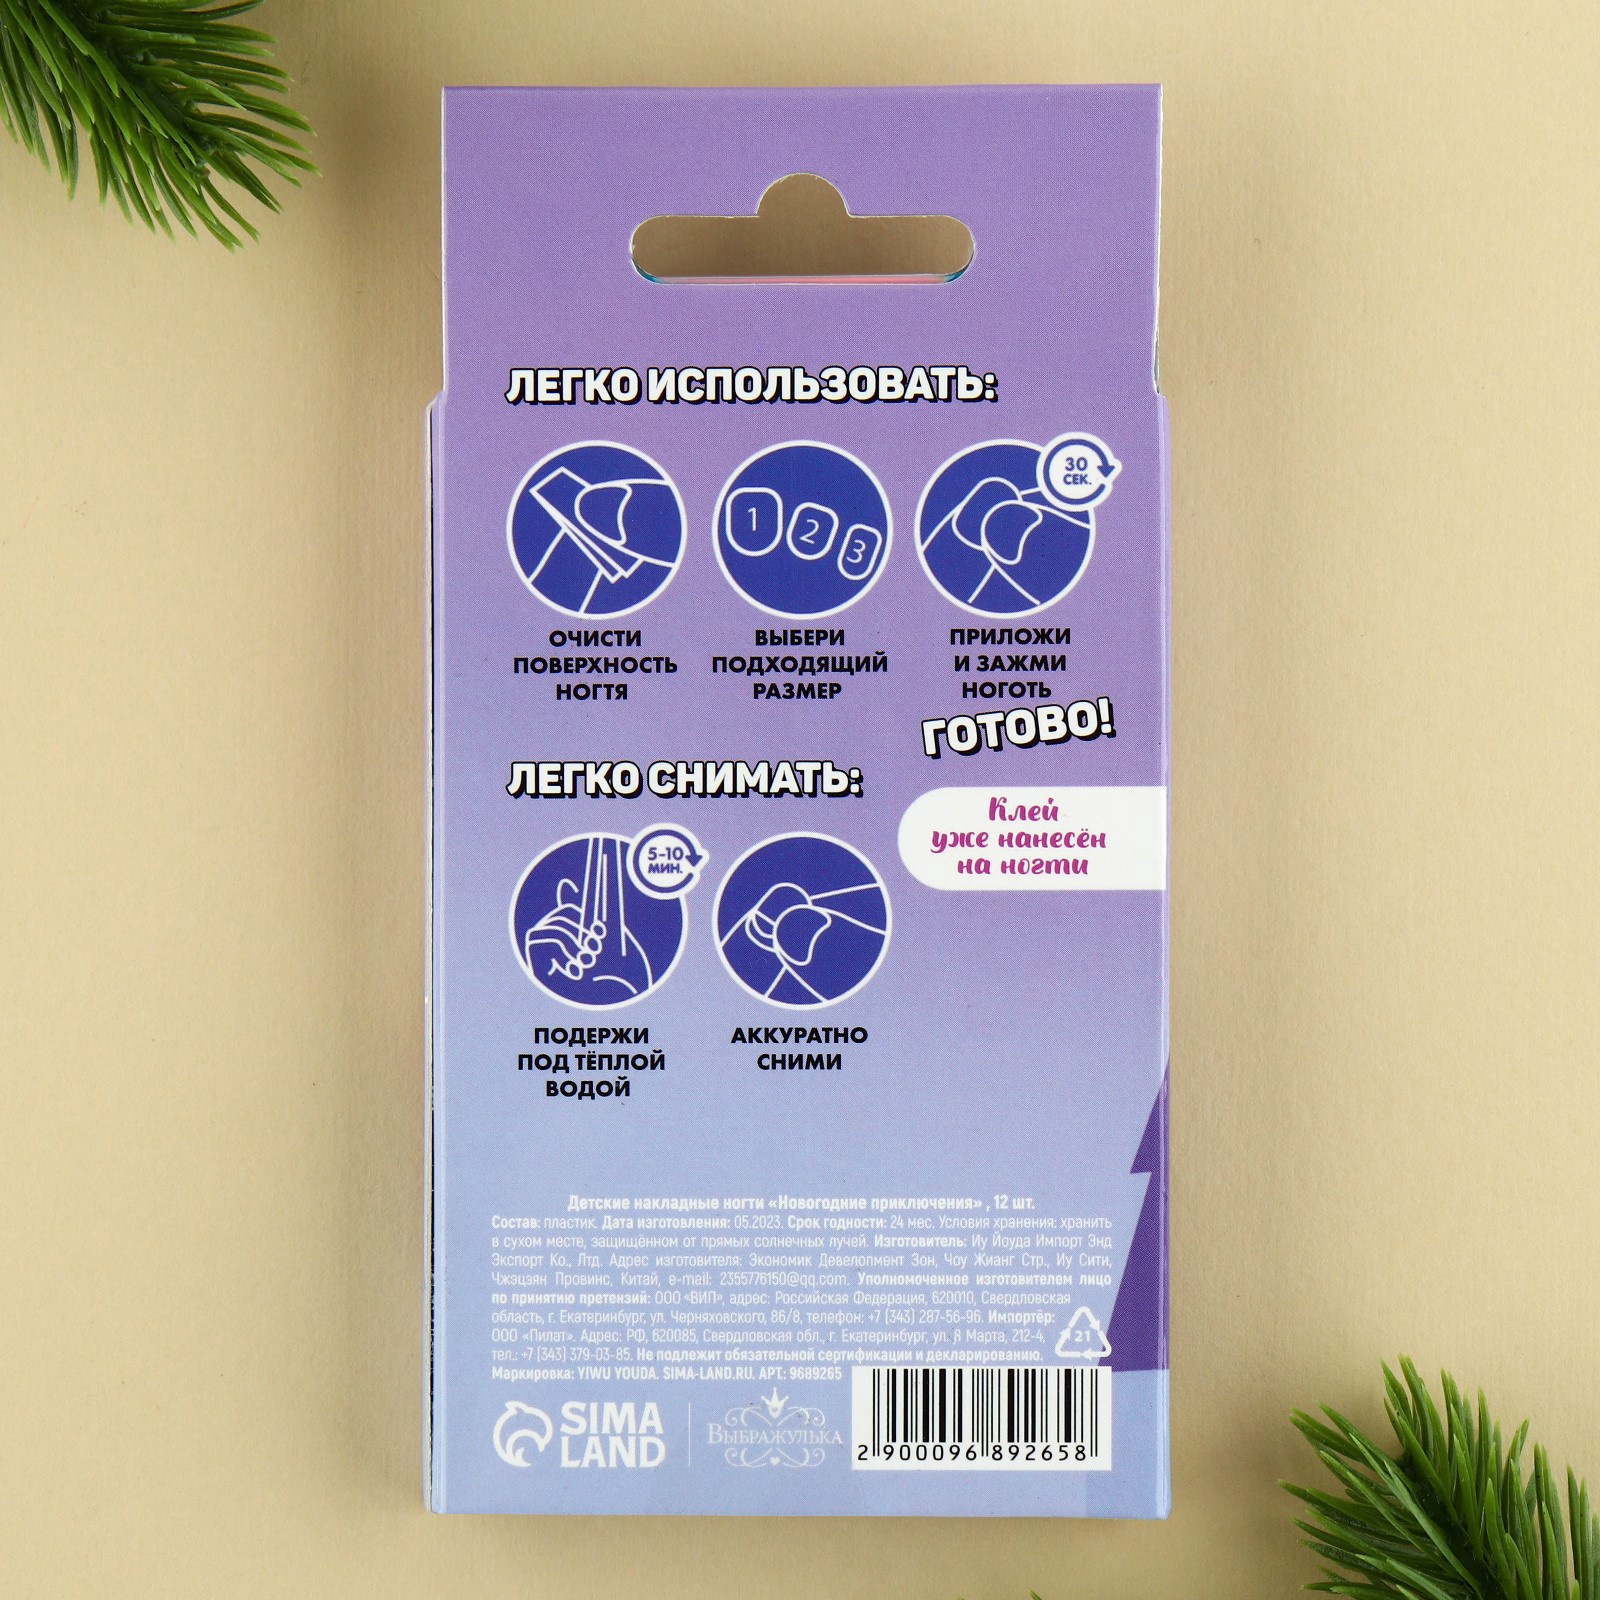 ЛЕГКО ИСПОЛЬЗОВАТЬ:
30
СЕК.
1 2 3
ОЧИСТИ
ПОВЕРХНОСТЬ
НОГТЯ
ВЫБЕРИ
ПОДХОДЯЩИЙ
РАЗМЕР
ПРИЛОЖИ
И ЗАЖМИ
НОГОТЬ
ГОТОВО!
ЛЕГКО СНИМАТЬ:
Клей
уже нанесён
на ногти
5-10
МИН.
ПОДЕРЖИ
ПОД ТЁПЛОЙ
ВОДОЙ
АККУРАТНО
СНИМИ
Детские накладные ногти «Новогодние приключения» , 12 шт.
Состав: пластик. Дата изготовления: 05.2023. Срок годности: 24 мес. Условия хранения: хранить
в сухом месте, защищённом от прямых солнечных лучей. Изготовитель: Иу Йоуда Импорт Энд
Экспорт Ко., Лтд. Адрес изготовителя: Экономик Девелопмент Зон, Чоу Жианг Стр., Иу Сити,
Чжэцзян Провинс, Китай, e-mail: 2355776150@qq.com. Уполномоченное изготовителем лицо
по принятию претензий: ООО «ВИП», адрес: Российская Федерация, 620010, Свердловская
область, г. Екатеринбург, ул. Черняховского, 86/8, телефон: +7 (343) 287-56-96. Импортёр:
ООО «Пилат». Адрес: РФ, 620085, Свердловская обл., г. Екатеринбург, ул. 8 Марта, 212-4,
тел.: +7 (343) 379-03-85. Не подлежит обязательной сертификации и декларированию.
Маркировка: YIWU YOUDA. SIMA-LAND.RU. АРТ: 9689265
21
SIMA
LAND
ВЫБРАЖУЛЬКА
2 900096 892658